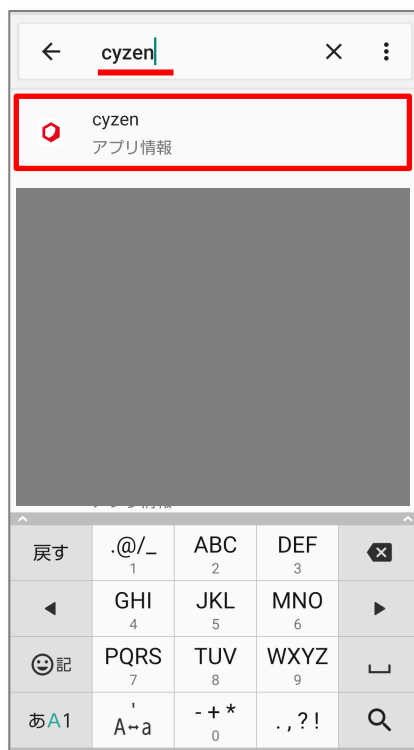 cyzen
cyzen
アプリ情報
戻す
.@/_
1
ABC
2
DEF
3
GHI
4
JKL
5
MNO
6
記
PQRS
7
TUV
8
WXYZ
9
あA1
'
A↔a
- + *
0
. , ? !